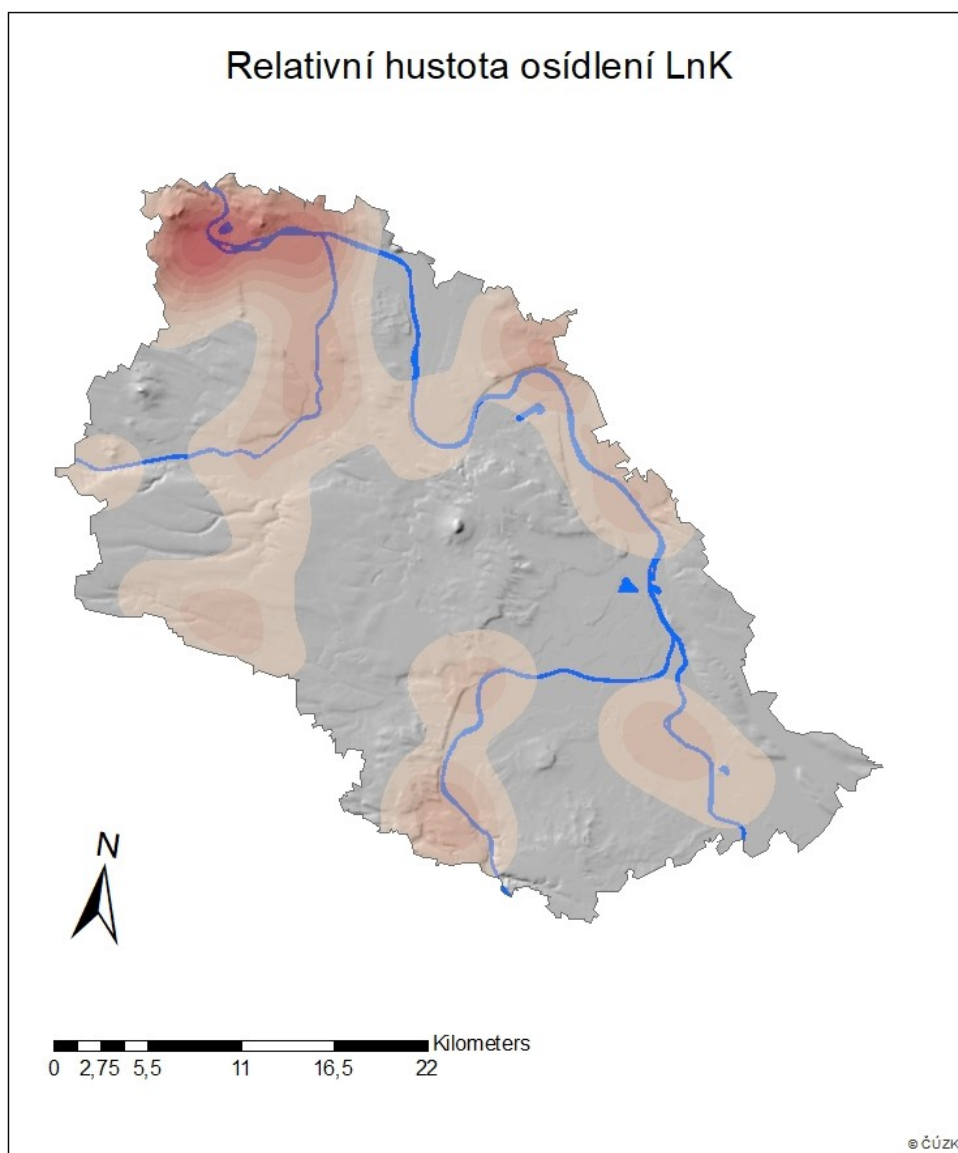 Relativní hustota osídlení LnK
N
Kilometers
0 2,75 5,5 11 16,5 22
© ČÚZK